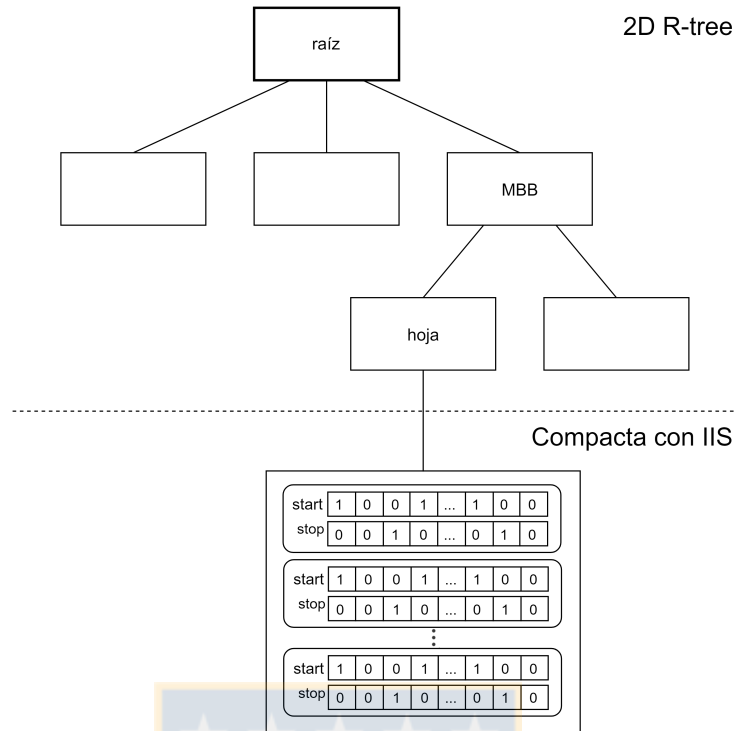 2D R-tree
raíz
MBB
hoja
Compacta con IIS
start 1 0 0 1 ... 1 0 0
stop 0 0 1 0 ... 0 1 0
start 1 0 0 1 ... 1 0 0
stop 0 0 1 0 ... 0 1 0
start 1 0 0 1 ... 1 0 0
stop 0 0 1 0 ... 0 1 0